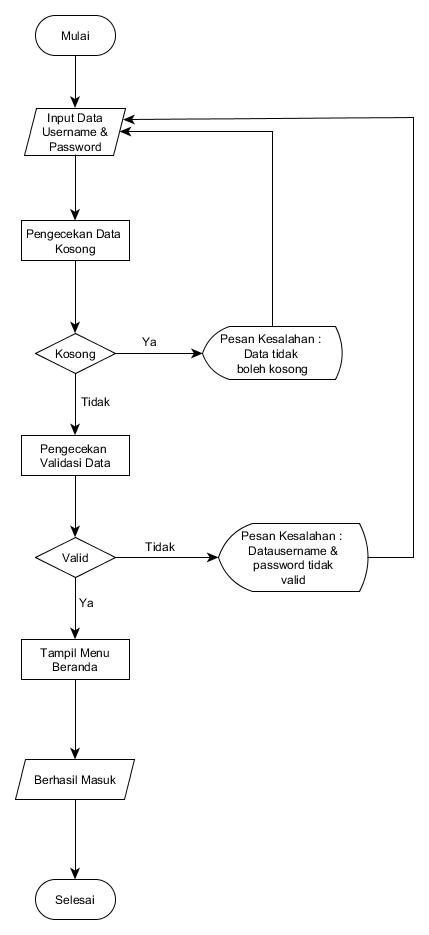 Mulai
Input Data
Username &
Password
Pengecekan Data
Kosong
Kosong
Ya
Pesan Kesalahan :
Data tidak
boleh kosong
Tidak
Pengecekan
Validasi Data
Valid
Tidak
Pesan Kesalahan :
Datausername &
password tidak
valid
Ya
Tampil Menu
Beranda
Berhasil Masuk
Selesai